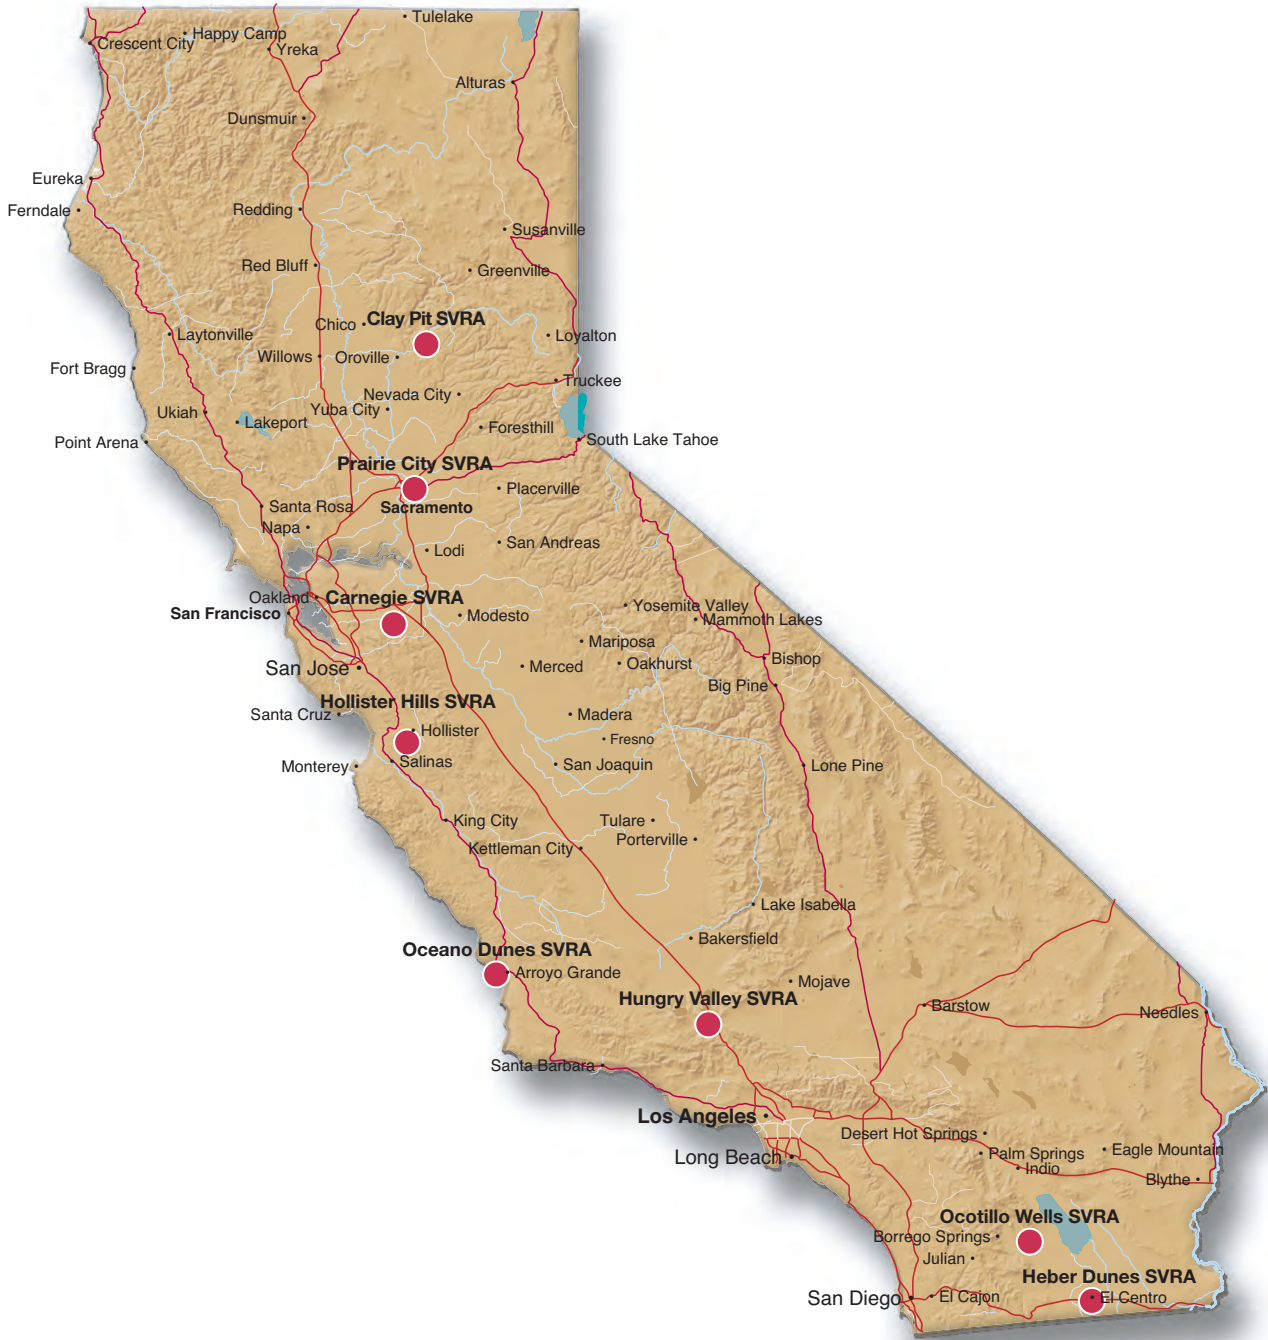 Tulelake
Happy Camp
Crescent City
Yreka
Alturas
Dunsmuir
Eureka
Redding
Ferndale
Susanville
Red Bluff
Greenville
Clay Pit SVRA
Chico
Laytonville
Loyalton
Willows
Oroville
Fort Bragg
Truckee
Nevada City
Yuba City
Ukiah
Lakeport
Foresthill
Point Arena
South Lake Tahoe
Prairie City SVRA
Placerville
Santa Rosa
Sacramento
Napa
San Andreas
Lodi
Oakland
Carnegie SVRA
Yosemite Valley
San Francisco
Modesto
Mammoth Lakes
Mariposa
Bishop
San Jose
Merced
Oakhurst
Big Pine
Hollister Hills SVRA
Santa Cruz
Madera
Hollister
Fresno
Monterey
Salinas
San Joaquin
Lone Pine
King City
Tulare
Porterville
Kettleman City
Lake Isabella
Bakersfield
Oceano Dunes SVRA
Arroyo Grande
Mojave
Hungry Valley SVRA
Barstow
Needles
Santa Barbara
Los Angeles
Desert Hot Springs
Eagle Mountain
Long Beach
Palm Springs
Indio
Blythe
Ocotillo Wells SVRA
Borrego Springs
Julian
Heber Dunes SVRA
San Diego
El Cajon
El Centro